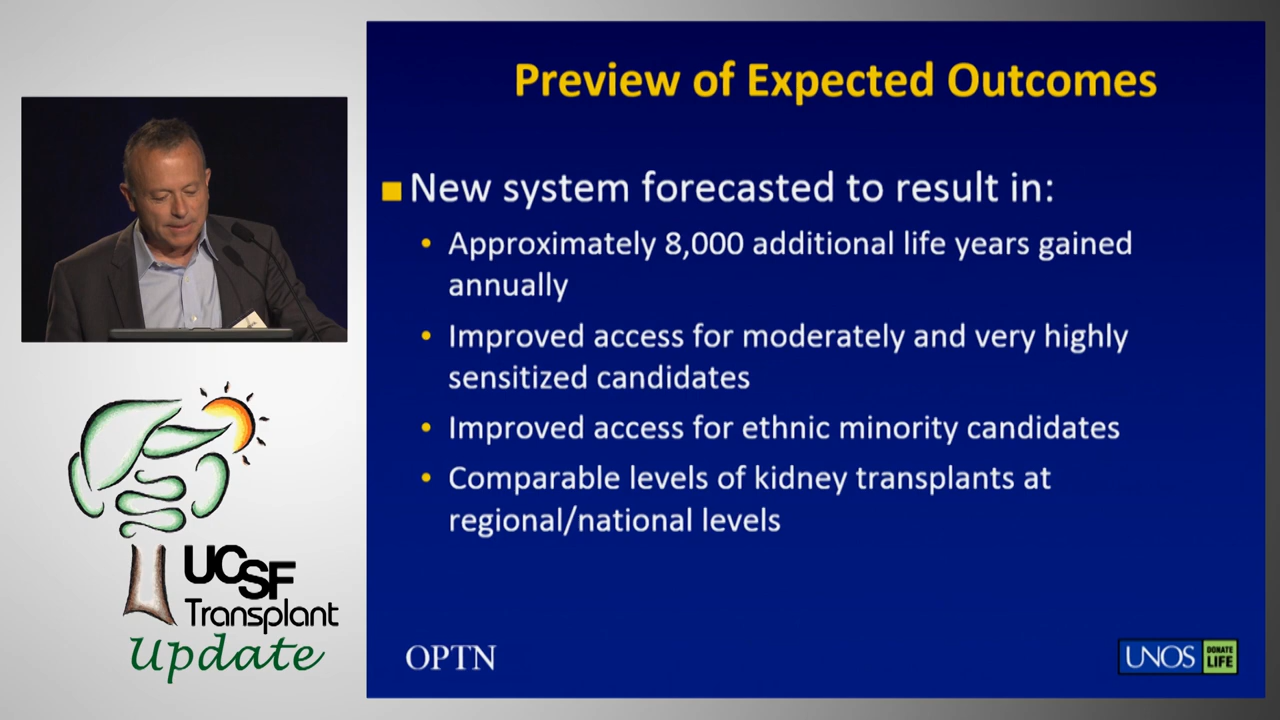 Preview of Expected Outcomes
New system forecasted to result in:
Approximately 8,000 additional life years gained
annually
Improved access for moderately and very highly
sensitized candidates
Improved access for ethnic minority candidates
Comparable levels of kidney transplants at
regional/national levels
OPTN
UNOS
DONATE
LIFE
UCSF
Transplant
Update